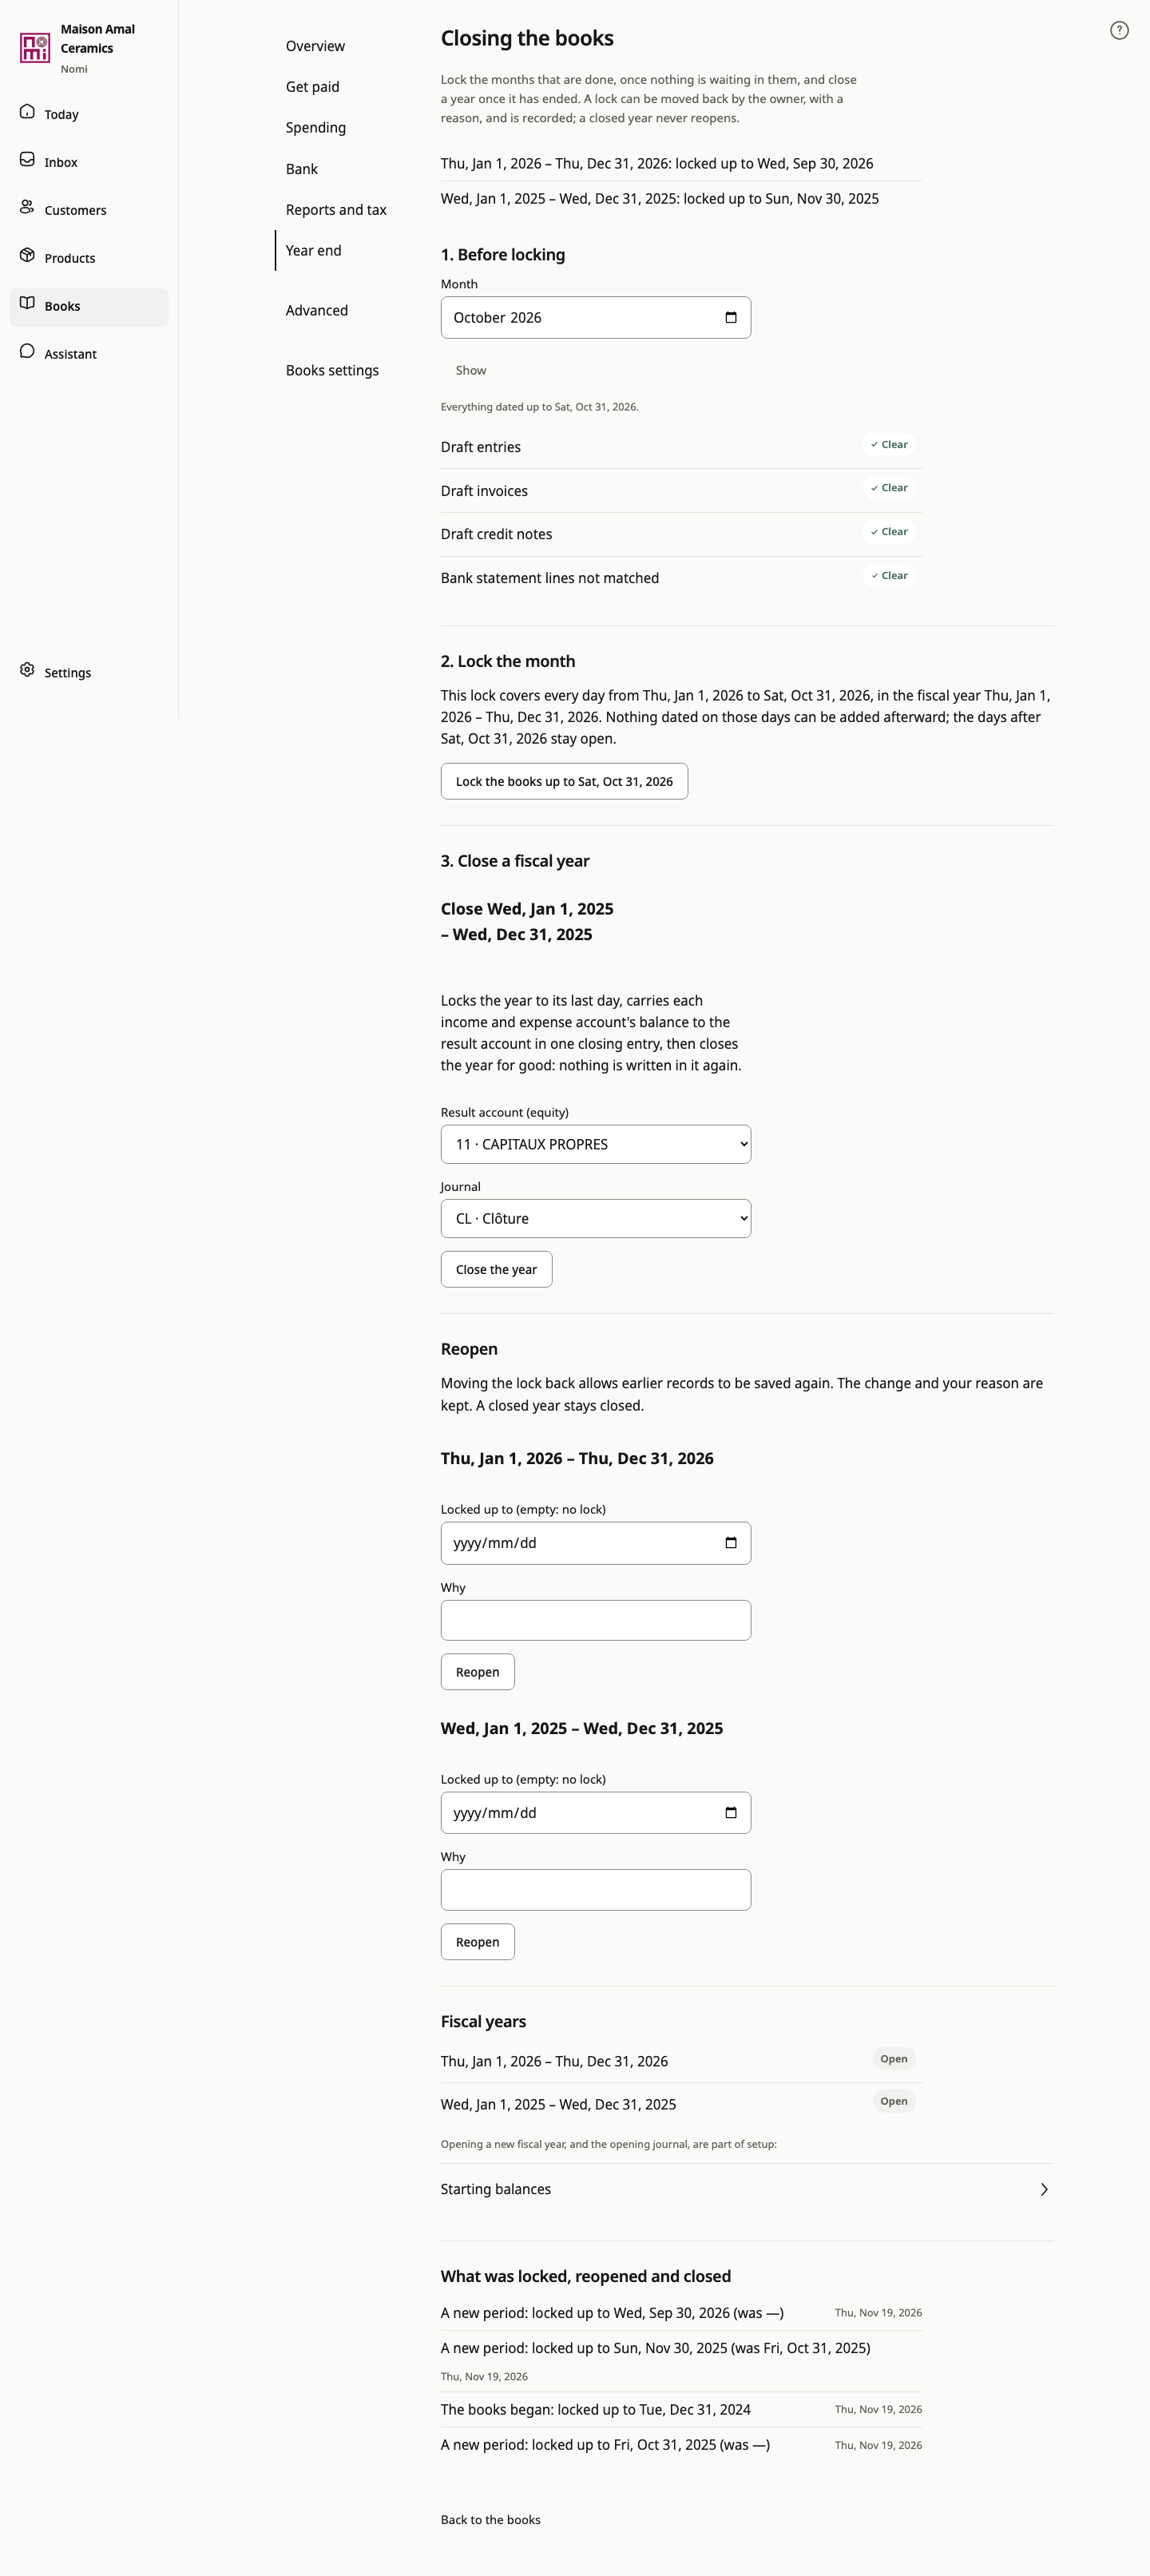 Maison Amal
Ceramics
Nomi
Today
Inbox
Customers
Products
Books
Assistant
Settings
Overview
Get paid
Spending
Bank
Reports and tax
Year end
Advanced
Books settings
Closing the books
Lock the months that are done, once nothing is waiting in them, and close
a year once it has ended. A lock can be moved back by the owner, with a
reason, and is recorded; a closed year never reopens.
Thu, Jan 1, 2026 – Thu, Dec 31, 2026: locked up to Wed, Sep 30, 2026
Wed, Jan 1, 2025 – Wed, Dec 31, 2025: locked up to Sun, Nov 30, 2025
1. Before locking
Month
October 2026
Show
Everything dated up to Sat, Oct 31, 2026.
Draft entries
Clear
Draft invoices
Clear
Draft credit notes
Clear
Bank statement lines not matched
Clear
2. Lock the month
This lock covers every day from Thu, Jan 1, 2026 to Sat, Oct 31, 2026, in the fiscal year Thu, Jan 1,
2026 – Thu, Dec 31, 2026. Nothing dated on those days can be added afterward; the days after
Sat, Oct 31, 2026 stay open.
Lock the books up to Sat, Oct 31, 2026
3. Close a fiscal year
Close Wed, Jan 1, 2025
– Wed, Dec 31, 2025
Locks the year to its last day, carries each
income and expense account's balance to the
result account in one closing entry, then closes
the year for good: nothing is written in it again.
Result account (equity)
11 · CAPITAUX PROPRES
Journal
CL · Clôture
Close the year
Reopen
Moving the lock back allows earlier records to be saved again. The change and your reason are
kept. A closed year stays closed.
Thu, Jan 1, 2026 – Thu, Dec 31, 2026
Locked up to (empty: no lock)
yyyy/mm/dd
Why
Reopen
Wed, Jan 1, 2025 – Wed, Dec 31, 2025
Locked up to (empty: no lock)
yyyy/mm/dd
Why
Reopen
Fiscal years
Thu, Jan 1, 2026 – Thu, Dec 31, 2026
Open
Wed, Jan 1, 2025 – Wed, Dec 31, 2025
Open
Opening a new fiscal year, and the opening journal, are part of setup:
Starting balances
What was locked, reopened and closed
A new period: locked up to Wed, Sep 30, 2026 (was —)
Thu, Nov 19, 2026
A new period: locked up to Sun, Nov 30, 2025 (was Fri, Oct 31, 2025)
Thu, Nov 19, 2026
The books began: locked up to Tue, Dec 31, 2024
Thu, Nov 19, 2026
A new period: locked up to Fri, Oct 31, 2025 (was —)
Thu, Nov 19, 2026
Back to the books